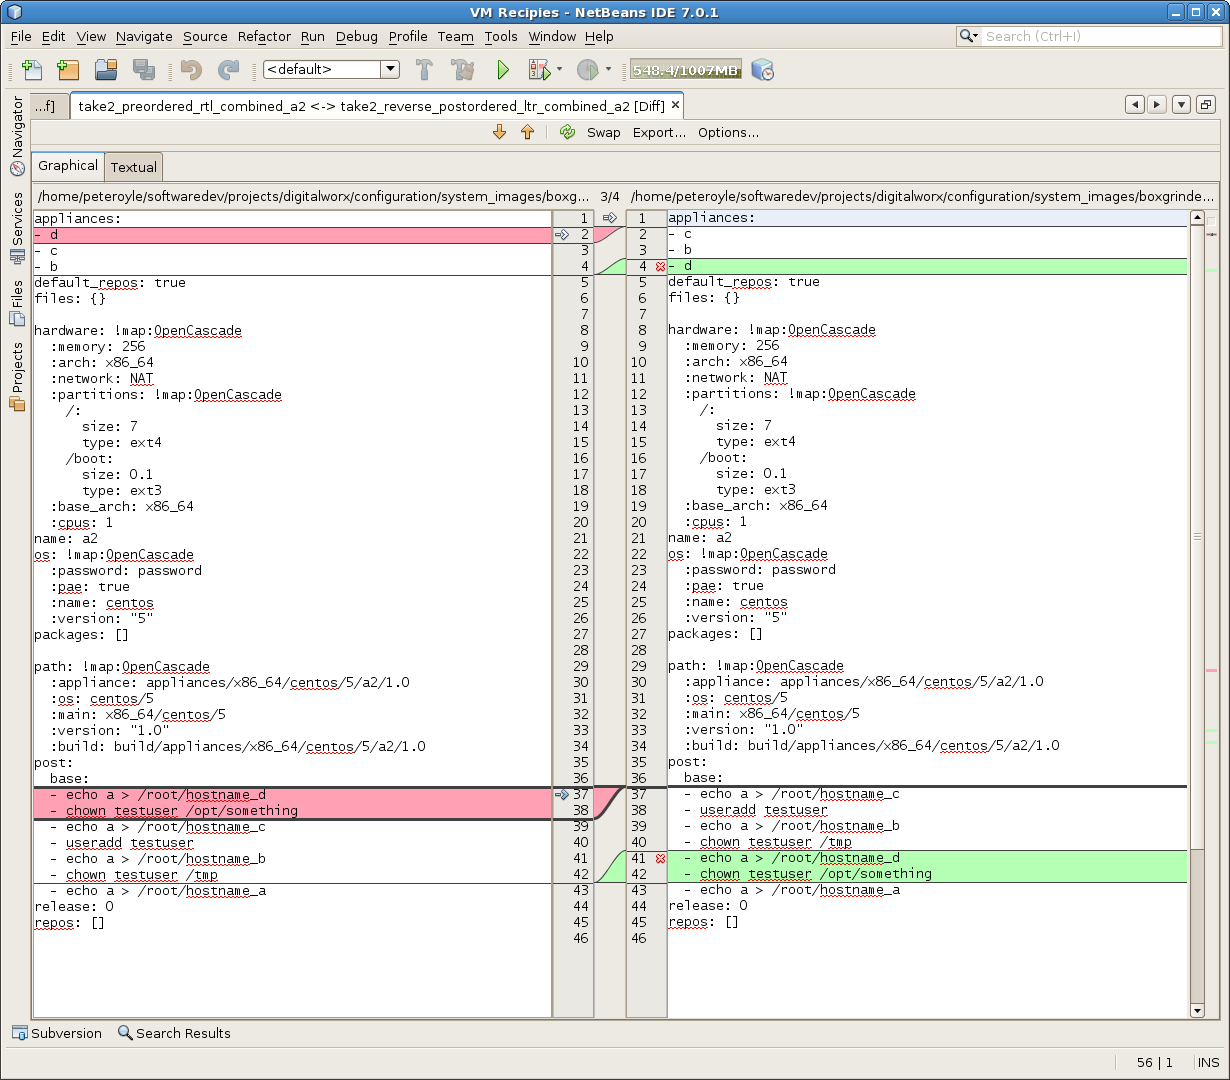 VM Recipies - NetBeans IDE 7.0.1
File Edit View Navigate Source Refactor Run Debug Profile Team Tools Window Help
Search (Ctrl+I)
<default>
548.4/1007MB
...f]
take2_preordered_rtl_combined_a2 <-> take2_reverse_postordered_ltr_combined_a2 [Diff]
Swap Export... Options...
Navigator
Services
Files
Projects
Graphical Textual
/home/peteroyle/softwaredev/projects/digitalworx/configuration/system_images/boxg... 3/4 /home/peteroyle/softwaredev/projects/digitalworx/configuration/system_images/boxgrinde...
appliances: 1 1 appliances:
- d 2 2 - c
- c 3 3 - b
- b 4 4 - d
default_repos: true 5 5 default_repos: true
files: {} 6 6 files: {}
7 7
hardware: !map:OpenCascade 8 8 hardware: !map:OpenCascade
:memory: 256 9 9 :memory: 256
:arch: x86_64 10 10 :arch: x86_64
:network: NAT 11 11 :network: NAT
:partitions: !map:OpenCascade 12 12 :partitions: !map:OpenCascade
/: 13 13 /:
size: 7 14 14 size: 7
type: ext4 15 15 type: ext4
/boot: 16 16 /boot:
size: 0.1 17 17 size: 0.1
type: ext3 18 18 type: ext3
:base_arch: x86_64 19 19 :base_arch: x86_64
:cpus: 1 20 20 :cpus: 1
name: a2 21 21 name: a2
os: !map:OpenCascade 22 22 os: !map:OpenCascade
:password: password 23 23 :password: password
:pae: true 24 24 :pae: true
:name: centos 25 25 :name: centos
:version: "5" 26 26 :version: "5"
packages: [] 27 27 packages: []
28 28
path: !map:OpenCascade 29 29 path: !map:OpenCascade
:appliance: appliances/x86_64/centos/5/a2/1.0 30 30 :appliance: appliances/x86_64/centos/5/a2/1.0
:os: centos/5 31 31 :os: centos/5
:main: x86_64/centos/5 32 32 :main: x86_64/centos/5
:version: "1.0" 33 33 :version: "1.0"
:build: build/appliances/x86_64/centos/5/a2/1.0 34 34 :build: build/appliances/x86_64/centos/5/a2/1.0
post: 35 35 post:
base: 36 36 base:
- echo a > /root/hostname_d 37 37 - echo a > /root/hostname_c
- chown testuser /opt/something 38 38 - useradd testuser
- echo a > /root/hostname_c 39 39 - echo a > /root/hostname_b
- useradd testuser 40 40 - chown testuser /tmp
- echo a > /root/hostname_b 41 41 - echo a > /root/hostname_d
- chown testuser /tmp 42 42 - chown testuser /opt/something
- echo a > /root/hostname_a 43 43 - echo a > /root/hostname_a
release: 0 44 44 release: 0
repos: [] 45 45 repos: []
46 46
Subversion Search Results
56 | 1 INS